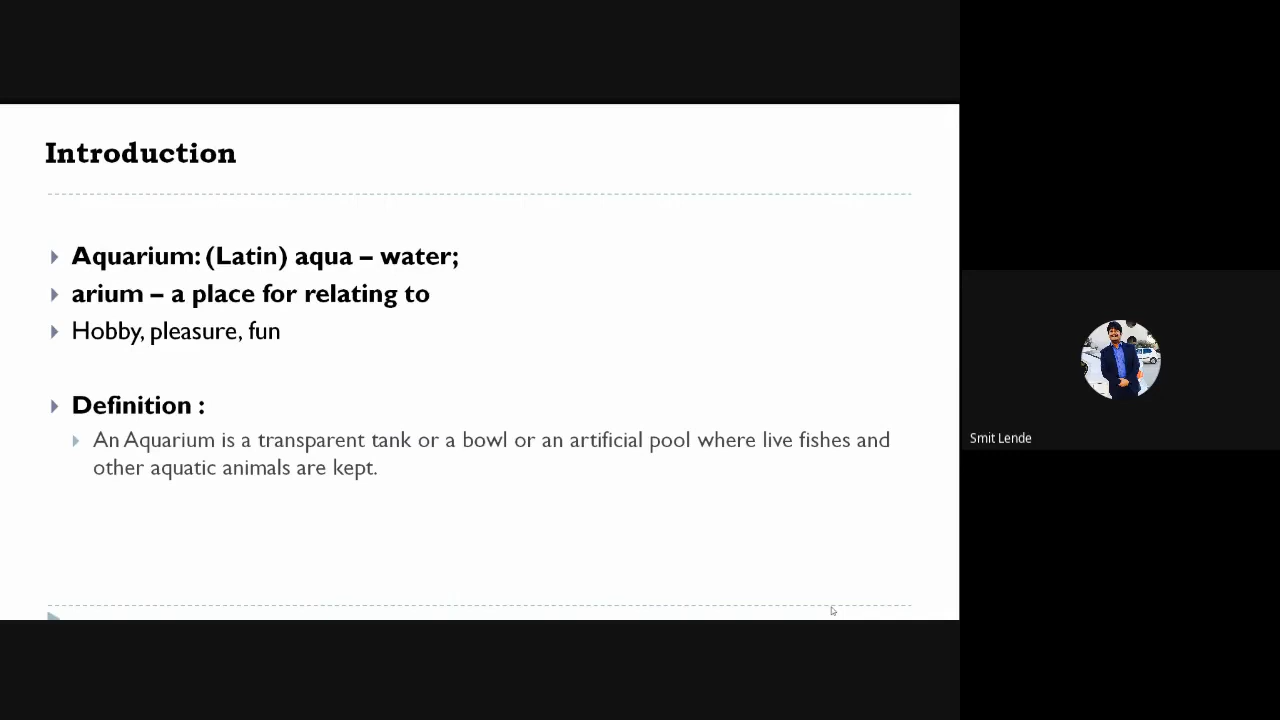 Introduction
Aquarium: (Latin) aqua – water;
arium – a place for relating to
Hobby, pleasure, fun
Definition :
An Aquarium is a transparent tank or a bowl or an artificial pool where live fishes and
other aquatic animals are kept.
Smit Lende